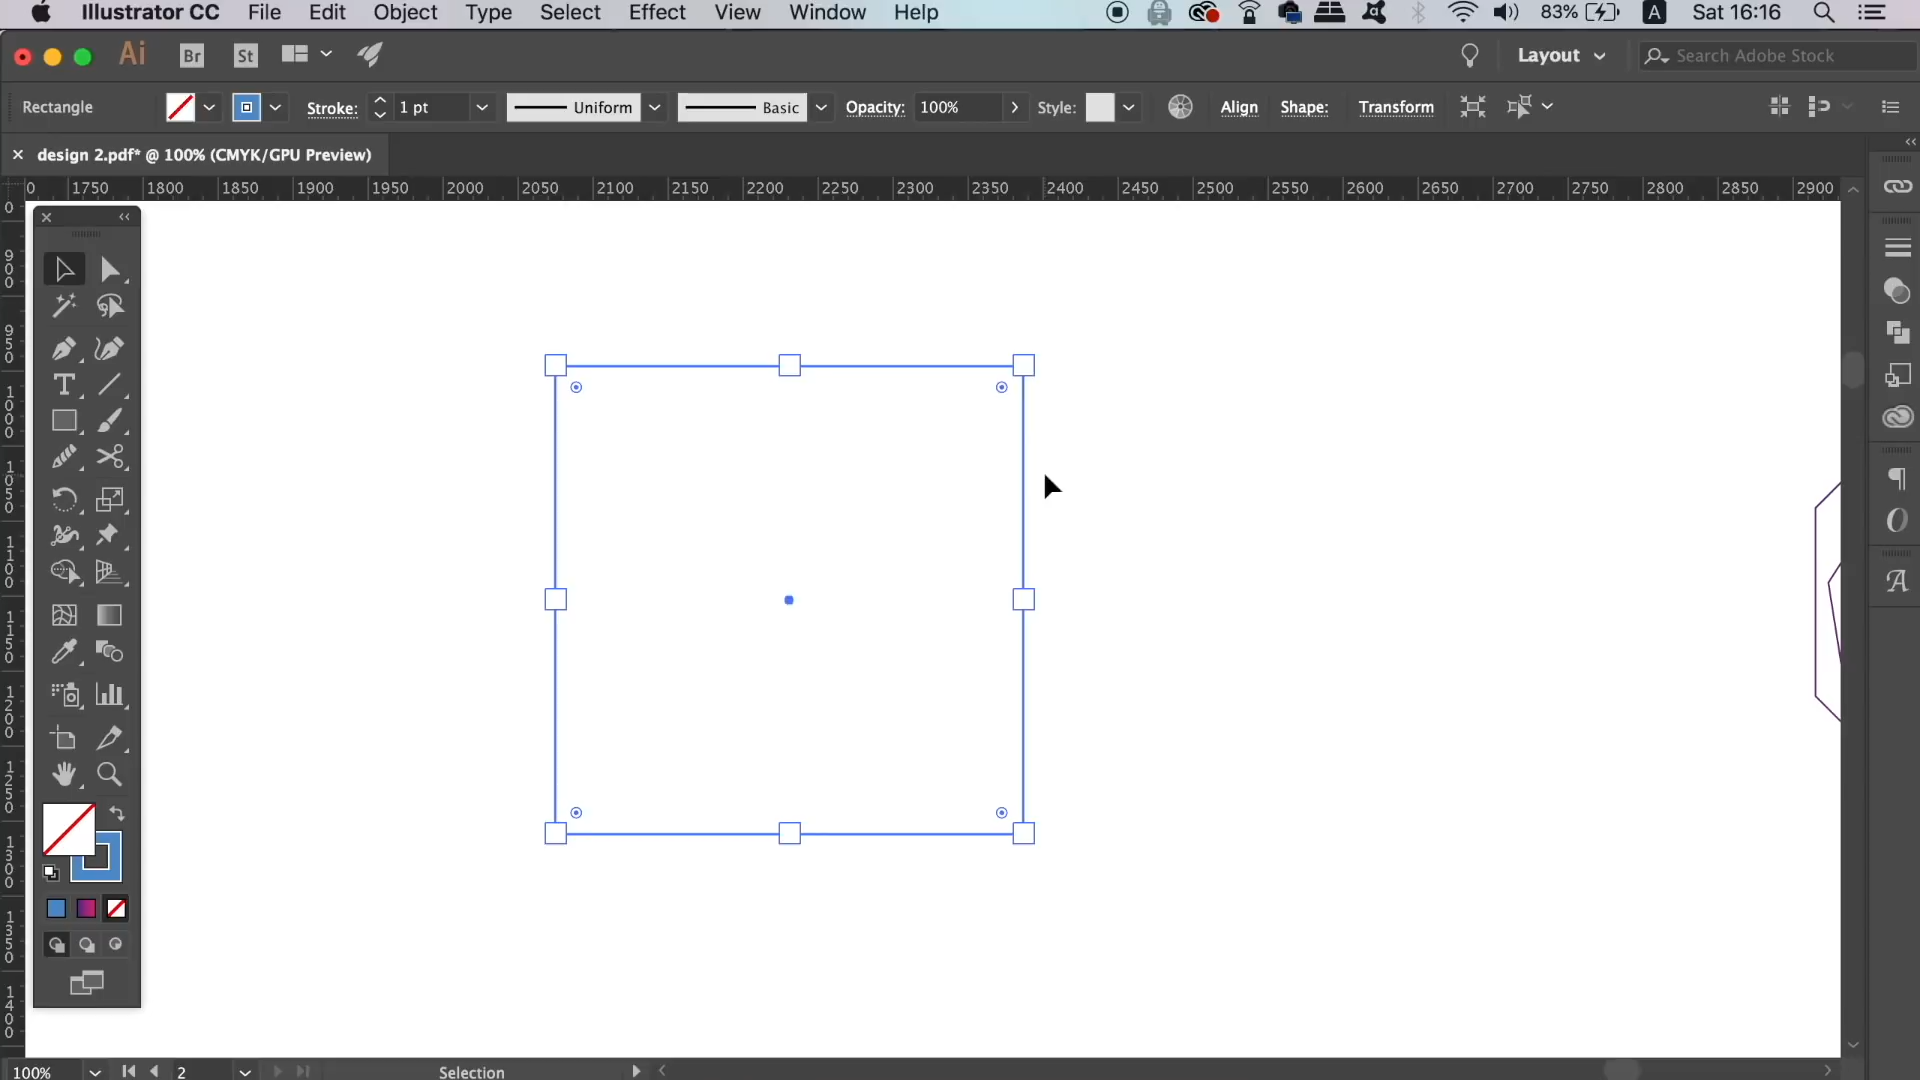 Illustrator CC File Edit Object Type Select Effect View Window Help 83% A Sat 16:16
Ai Br St Layout Search Adobe Stock
Rectangle Stroke: 1 pt Uniform Basic Opacity: 100% Style: Align Shape: Transform
× design 2.pdf* @ 100% (CMYK/GPU Preview)
0 1750 1800 1850 1900 1950 2000 2050 2100 2150 2200 2250 2300 2350 2400 2450 2500 2550 2600 2650 2700 2750 2800 2850 2900
0
900
950
1000
1050
1100
1150
1200
1250
1300
1350
1400
100% 2 Selection